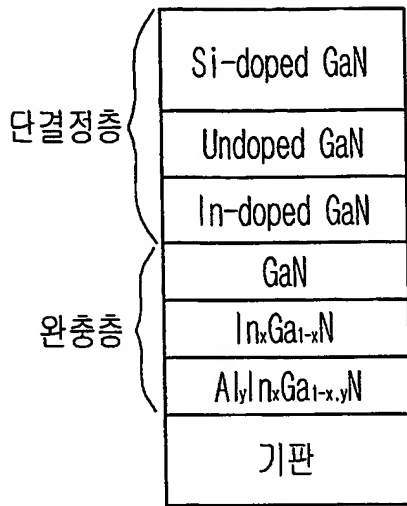 Si-doped GaN
단결정층
Undoped GaN
In-doped GaN
GaN
완충층
InₓGa₁₋ₓN
AlyInₓGa₁₋ₓ.yN
기판